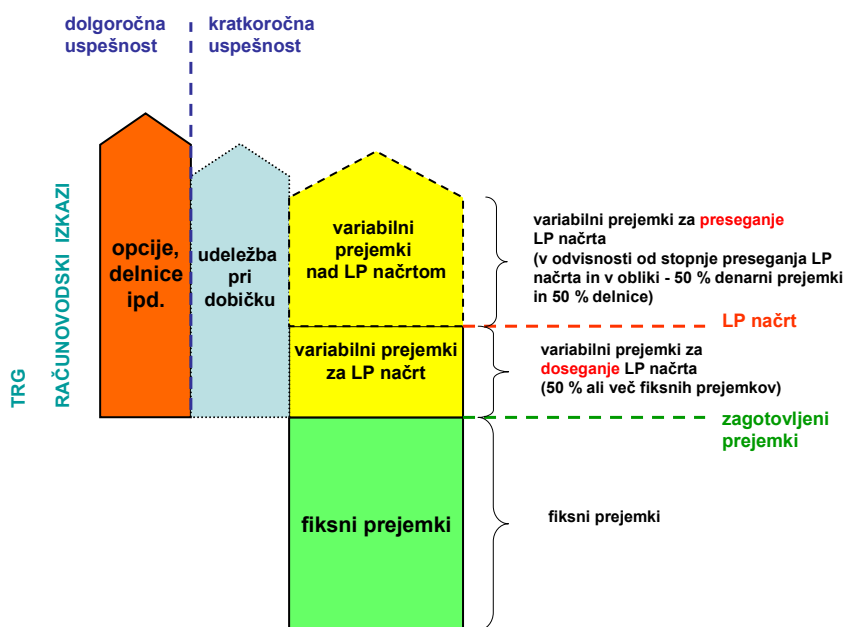 dolgoročna
uspešnost
kratkoročna
uspešnost
TRG
RAČUNOVODSKI IZKAZI
opcije,
delnice
ipd.
udeležba
pri
dobičku
variabilni
prejemki
nad LP načrtom
variabilni prejemki
za LP načrt
fiksni prejemki
variabilni prejemki za preseganje
LP načrta
(v odvisnosti od stopnje preseganja LP
načrta in v obliki - 50 % denarni prejemki
in 50 % delnice)
LP načrt
variabilni prejemki za
doseganje LP načrta
(50 % ali več fiksnih prejemkov)
zagotovljeni
prejemki
fiksni prejemki